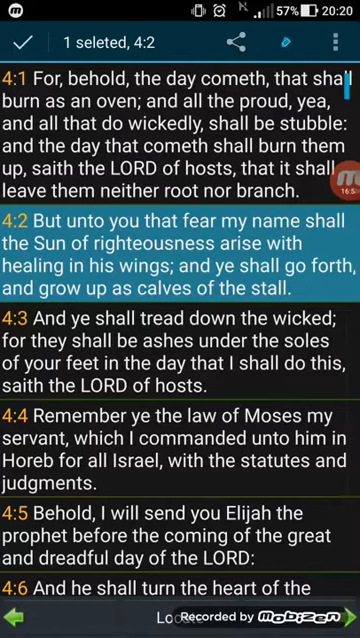 57% 20:20
1 seleted, 4:2
4:1 For, behold, the day cometh, that shall
burn as an oven; and all the proud, yea,
and all that do wickedly, shall be stubble:
and the day that cometh shall burn them
up, saith the LORD of hosts, that it shall
leave them neither root nor branch.
4:2 But unto you that fear my name shall
the Sun of righteousness arise with
healing in his wings; and ye shall go forth,
and grow up as calves of the stall.
4:3 And ye shall tread down the wicked;
for they shall be ashes under the soles
of your feet in the day that I shall do this,
saith the LORD of hosts.
4:4 Remember ye the law of Moses my
servant, which I commanded unto him in
Horeb for all Israel, with the statutes and
judgments.
4:5 Behold, I will send you Elijah the
prophet before the coming of the great
and dreadful day of the LORD:
4:6 And he shall turn the heart of the
Recorded by MOBIZEN